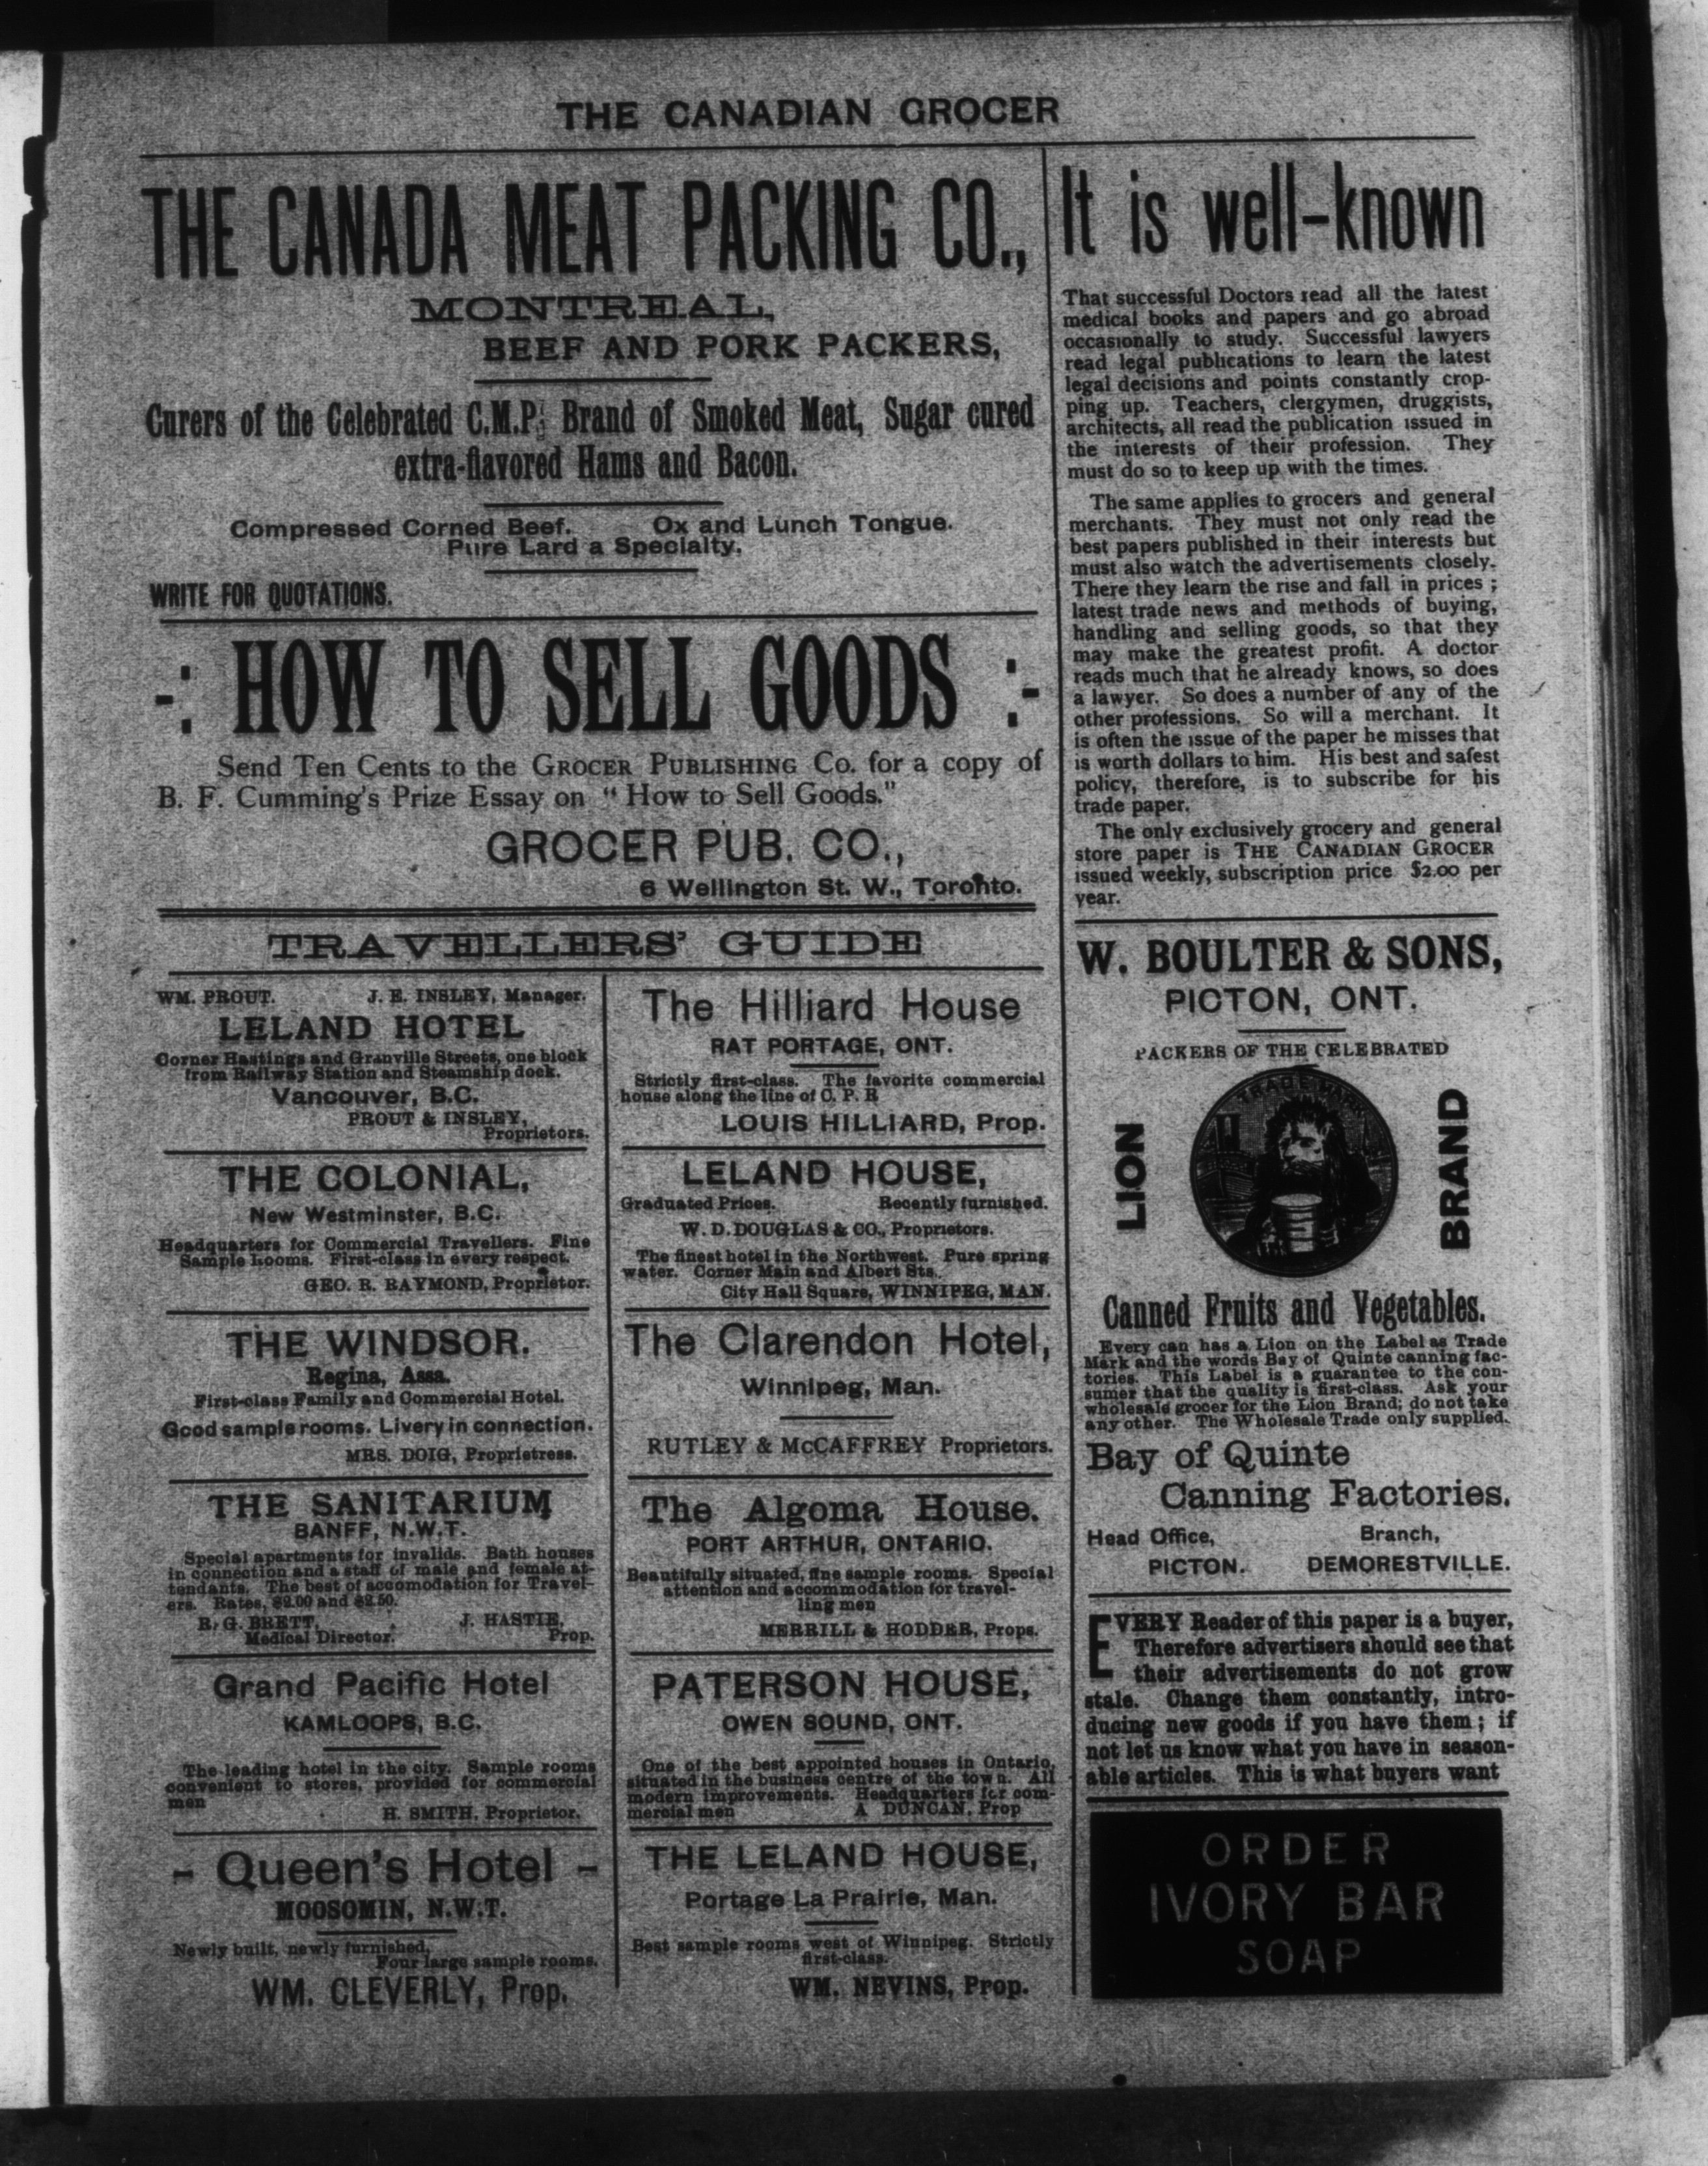 THE CANADIAN GROCER
THE CANADA MEAT PACKING CO.,
MONTREAL,
BEEF AND PORK PACKERS,
Curers of the Celebrated C.M.P. Brand of Smoked Meat, Sugar cured
extra-flavored Hams and Bacon.
Compressed Corned Beef. Ox and Lunch Tongue.
Pure Lard a Specialty.
WRITE FOR QUOTATIONS.
-: HOW TO SELL GOODS :-
Send Ten Cents to the GROCER PUBLISHING Co. for a copy of
B. F. Cumming's Prize Essay on "How to Sell Goods."
GROCER PUB. CO.,
6 Wellington St. W., Toronto.
TRAVELLERS' GUIDE
WM. PROUT. J. E. INSLEY, Manager.
LELAND HOTEL
Corner Hastings and Granville Streets, one block
from Railway Station and Steamship dock.
Vancouver, B.C.
PROUT & INSLEY,
Proprietors.
THE COLONIAL,
New Westminster, B.C.
Headquarters for Commercial Travellers. Fine
Sample Rooms. First-class in every respect.
GEO. R. RAYMOND, Proprietor.
THE WINDSOR.
Regina, Assa.
First-class Family and Commercial Hotel.
Good sample rooms. Livery in connection.
MRS. DOIG, Proprietress.
THE SANITARIUM
BANFF, N.W.T.
Special apartments for invalids. Bath houses
in connection and a staff of male and female at-
tendants. The best of accomodation for Travel-
ers. Rates, $2.00 and $2.50.
R. G. BRETT, J. HASTIE,
Medical Director. Prop.
Grand Pacific Hotel
KAMLOOPS, B.C.
The leading hotel in the city. Sample rooms
convenient to stores, provided for commercial
men
H. SMITH, Proprietor.
- Queen's Hotel -
MOOSOMIN, N.W.T.
Newly built, newly furnished,
Four large sample rooms.
WM. CLEVERLY, Prop.
The Hilliard House
RAT PORTAGE, ONT.
Strictly first-class. The favorite commercial
house along the line of C. P. R
LOUIS HILLIARD, Prop.
LELAND HOUSE,
Graduated Prices. Recently furnished.
W. D. DOUGLAS & CO., Proprietors.
The finest hotel in the Northwest. Pure spring
water. Corner Main and Albert Sts.,
City Hall Square, WINNIPEG, MAN.
The Clarendon Hotel,
Winnipeg, Man.
RUTLEY & McCAFFREY Proprietors.
The Algoma House.
PORT ARTHUR, ONTARIO.
Beautifully situated, fine sample rooms. Special
attention and accommodation for travel-
ling men
MERRILL & HODDER, Props.
PATERSON HOUSE,
OWEN SOUND, ONT.
One of the best appointed houses in Ontario,
situated in the business centre of the town. All
modern improvements. Headquarters for com-
mercial men A DUNCAN, Prop
THE LELAND HOUSE,
Portage La Prairie, Man.
Best sample rooms west of Winnipeg. Strictly
first-class.
WM. NEVINS, Prop.
It is well-known
That successful Doctors read all the latest
medical books and papers and go abroad
occasionally to study. Successful lawyers
read legal publications to learn the latest
legal decisions and points constantly crop-
ping up. Teachers, clergymen, druggists,
architects, all read the publication issued in
the interests of their profession. They
must do so to keep up with the times.
The same applies to grocers and general
merchants. They must not only read the
best papers published in their interests but
must also watch the advertisements closely.
There they learn the rise and fall in prices ;
latest trade news and methods of buying,
handling and selling goods, so that they
may make the greatest profit. A doctor
reads much that he already knows, so does
a lawyer. So does a number of any of the
other professions. So will a merchant. It
is often the issue of the paper he misses that
is worth dollars to him. His best and safest
policy, therefore, is to subscribe for his
trade paper.
The only exclusively grocery and general
store paper is THE CANADIAN GROCER
issued weekly, subscription price $2.00 per
year.
W. BOULTER & SONS,
PICTON, ONT.
PACKERS OF THE CELEBRATED
TRADE MARK
LION
BRAND
Canned Fruits and Vegetables.
Every can has a Lion on the Label as Trade
Mark and the words Bay of Quinte canning fac-
tories. This Label is a guarantee to the con-
sumer that the quality is first-class. Ask your
wholesale grocer for the Lion Brand; do not take
any other. The Wholesale Trade only supplied.
Bay of Quinte
Canning Factories.
Head Office, Branch,
PICTON. DEMORESTVILLE.
EVERY Reader of this paper is a buyer,
Therefore advertisers should see that
their advertisements do not grow
stale. Change them constantly, intro-
ducing new goods if you have them ; if
not let us know what you have in season-
able articles. This is what buyers want
ORDER
IVORY BAR
SOAP